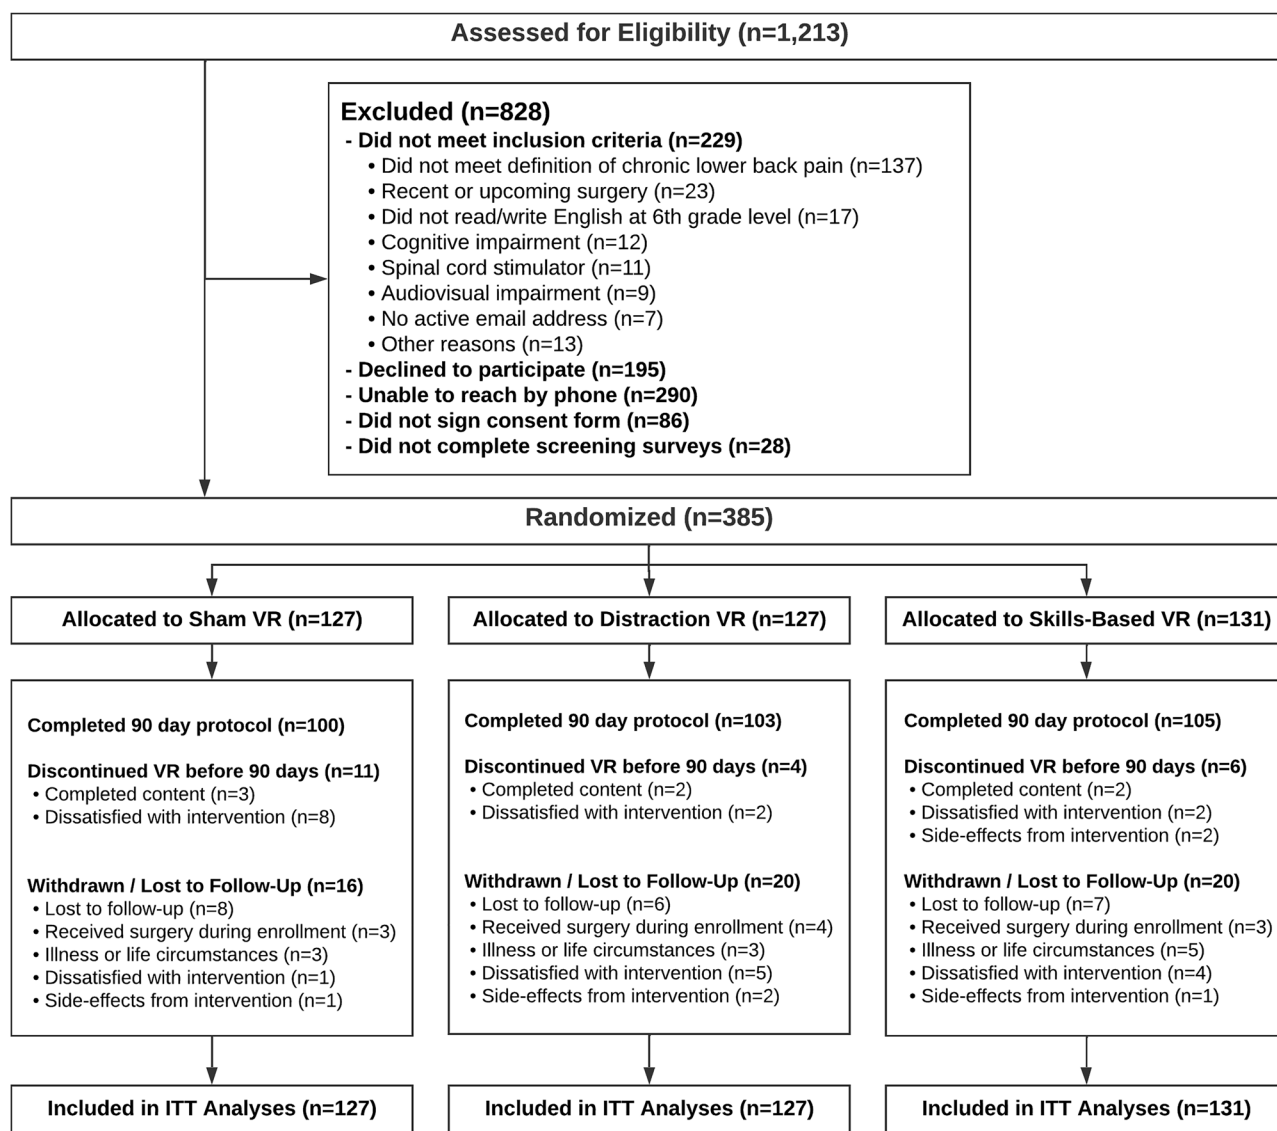 Assessed for Eligibility (n=1,213)
Excluded (n=828)
- Did not meet inclusion criteria (n=229)
• Did not meet definition of chronic lower back pain (n=137)
• Recent or upcoming surgery (n=23)
• Did not read/write English at 6th grade level (n=17)
• Cognitive impairment (n=12)
• Spinal cord stimulator (n=11)
• Audiovisual impairment (n=9)
• No active email address (n=7)
• Other reasons (n=13)
- Declined to participate (n=195)
- Unable to reach by phone (n=290)
- Did not sign consent form (n=86)
- Did not complete screening surveys (n=28)
Randomized (n=385)
Allocated to Sham VR (n=127)
Completed 90 day protocol (n=100)
Discontinued VR before 90 days (n=11)
• Completed content (n=3)
• Dissatisfied with intervention (n=8)
Withdrawn / Lost to Follow-Up (n=16)
• Lost to follow-up (n=8)
• Received surgery during enrollment (n=3)
• Illness or life circumstances (n=3)
• Dissatisfied with intervention (n=1)
• Side-effects from intervention (n=1)
Included in ITT Analyses (n=127)
Allocated to Distraction VR (n=127)
Completed 90 day protocol (n=103)
Discontinued VR before 90 days (n=4)
• Completed content (n=2)
• Dissatisfied with intervention (n=2)
Withdrawn / Lost to Follow-Up (n=20)
• Lost to follow-up (n=6)
• Received surgery during enrollment (n=4)
• Illness or life circumstances (n=3)
• Dissatisfied with intervention (n=5)
• Side-effects from intervention (n=2)
Included in ITT Analyses (n=127)
Allocated to Skills-Based VR (n=131)
Completed 90 day protocol (n=105)
Discontinued VR before 90 days (n=6)
• Completed content (n=2)
• Dissatisfied with intervention (n=2)
• Side-effects from intervention (n=2)
Withdrawn / Lost to Follow-Up (n=20)
• Lost to follow-up (n=7)
• Received surgery during enrollment (n=3)
• Illness or life circumstances (n=5)
• Dissatisfied with intervention (n=4)
• Side-effects from intervention (n=1)
Included in ITT Analyses (n=131)